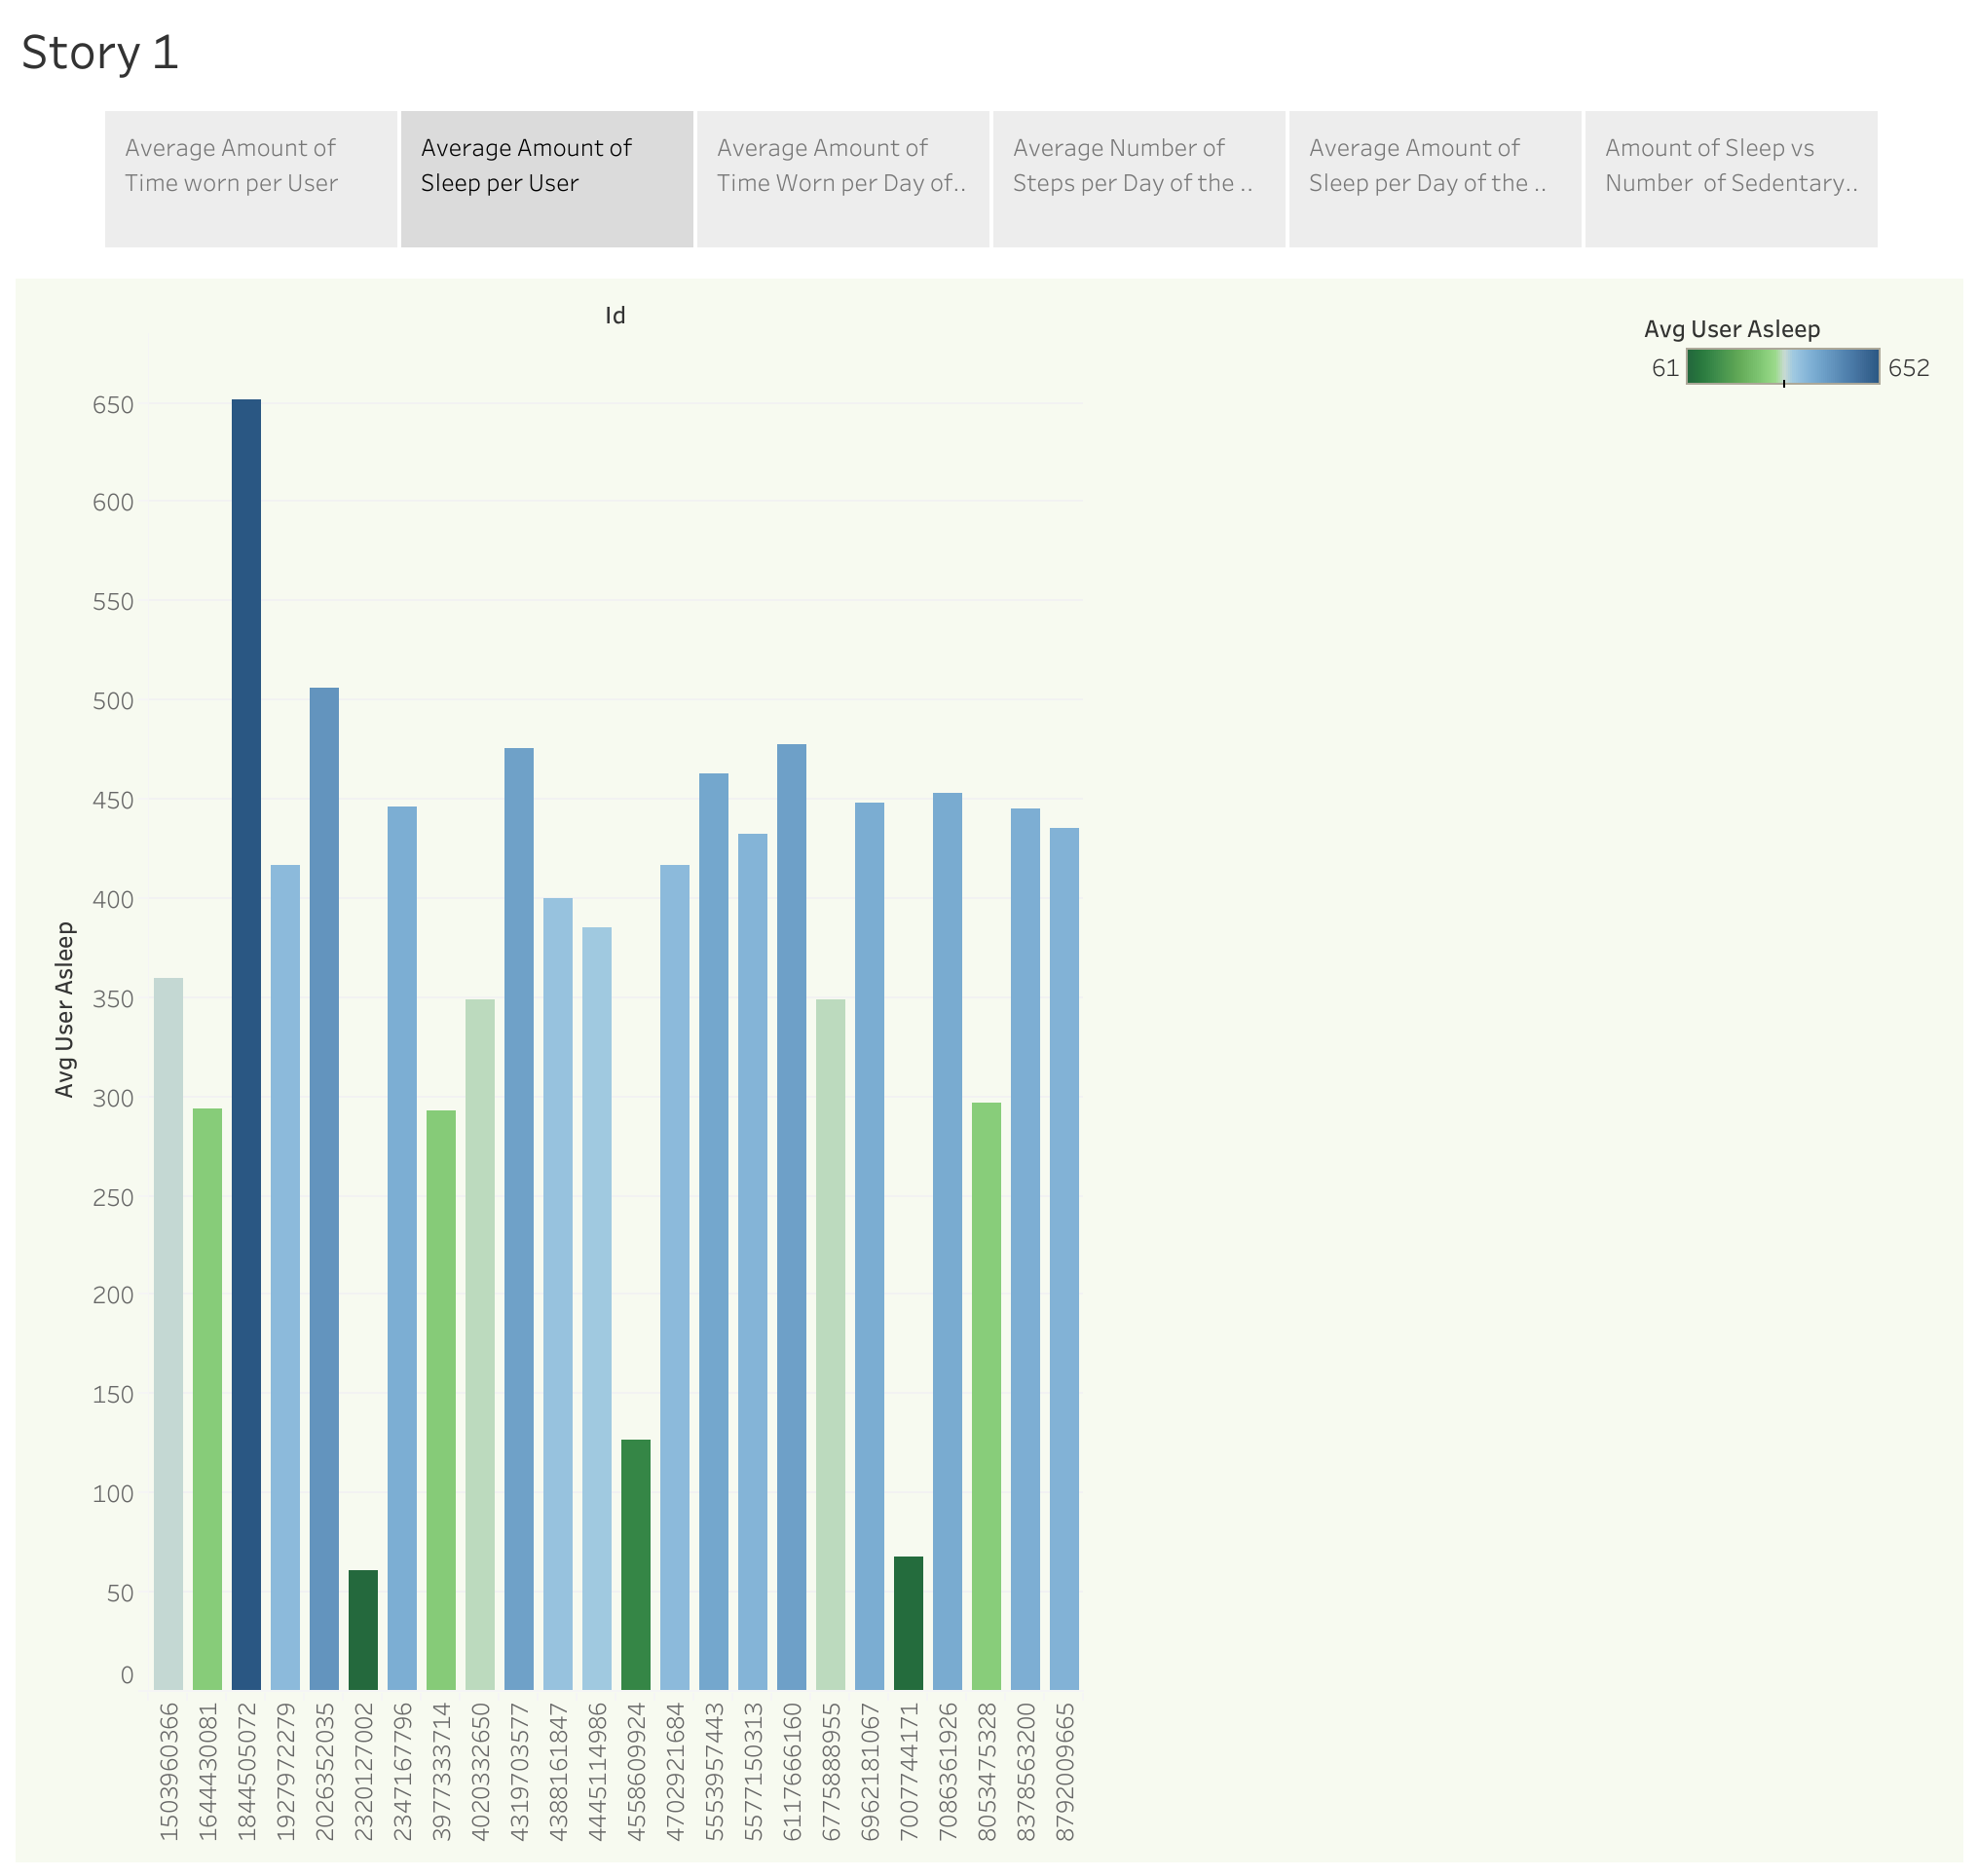 Story 1
Average Amount of
Time worn per User
Average Amount of
Sleep per User
Average Amount of
Time Worn per Day of..
Average Number of
Steps per Day of the ..
Average Amount of
Sleep per Day of the ..
Amount of Sleep vs
Number of Sedentary..
Id
Avg User Asleep
61
652
650
600
550
500
450
400
350
300
250
200
150
100
50
0
Avg User Asleep
1503960366
1644430081
1844505072
1927972279
2026352035
2320127002
2347167796
3977333714
4020332650
4319703577
4388161847
4445114986
4558609924
4702921684
5553957443
5577150313
6117666160
6775888955
6962181067
7007744171
7086361926
8053475328
8378563200
8792009665